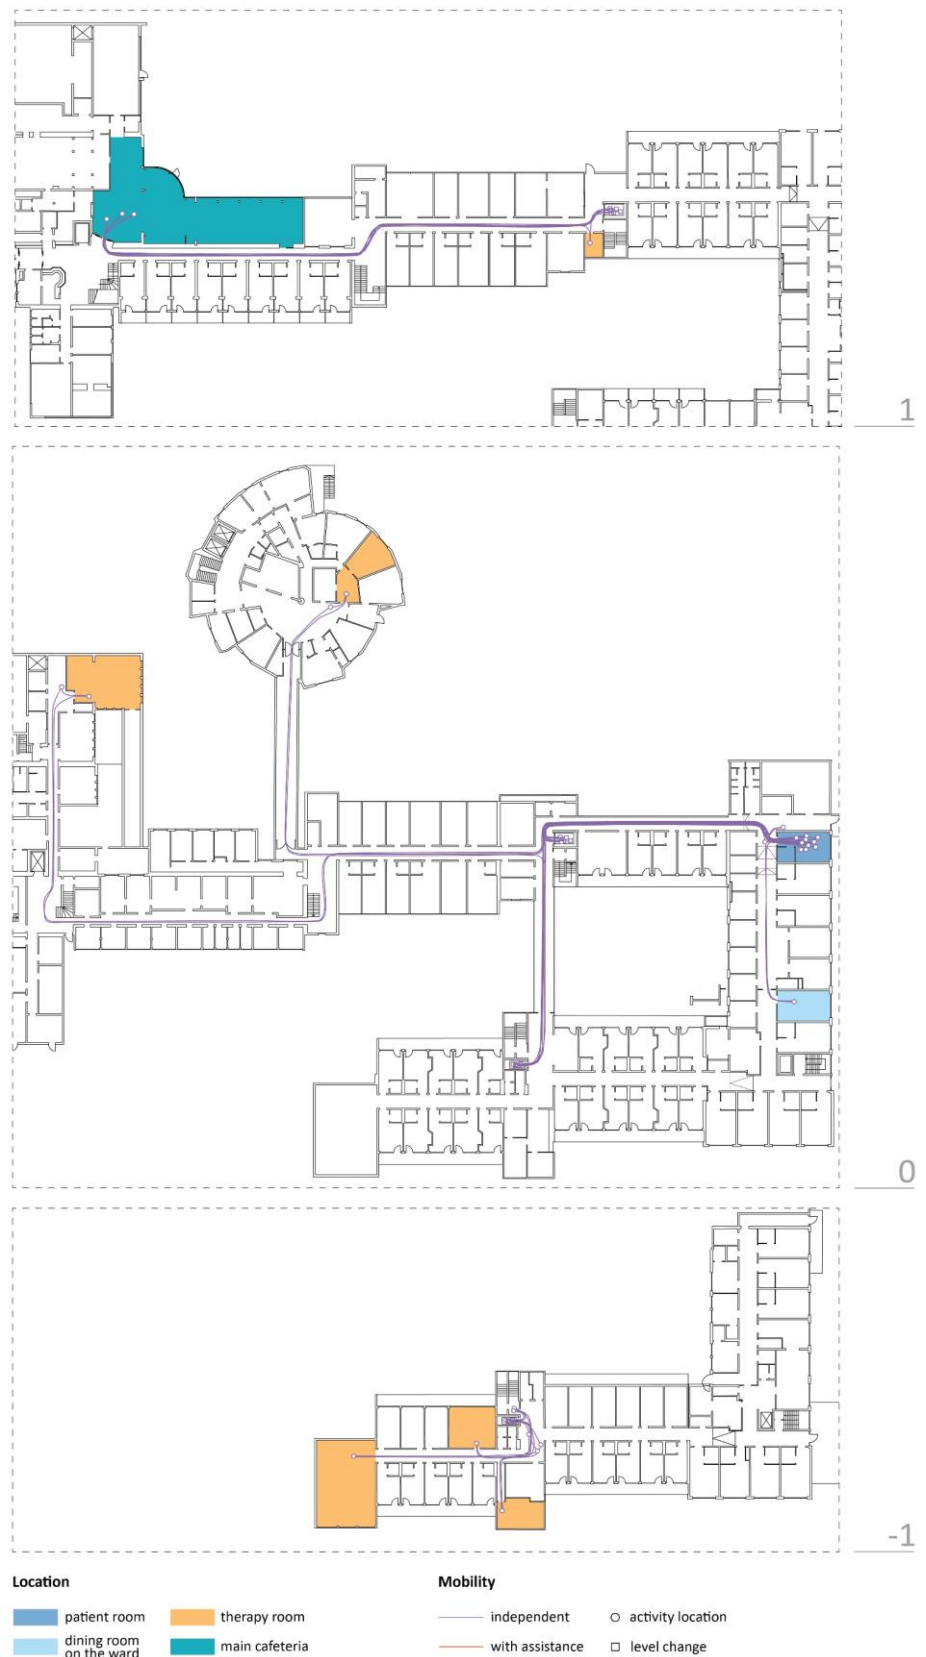 1
0
-1
Location
Mobility
patient room
therapy room
independent
activity location
dining room
on the ward
main cafeteria
with assistance
level change